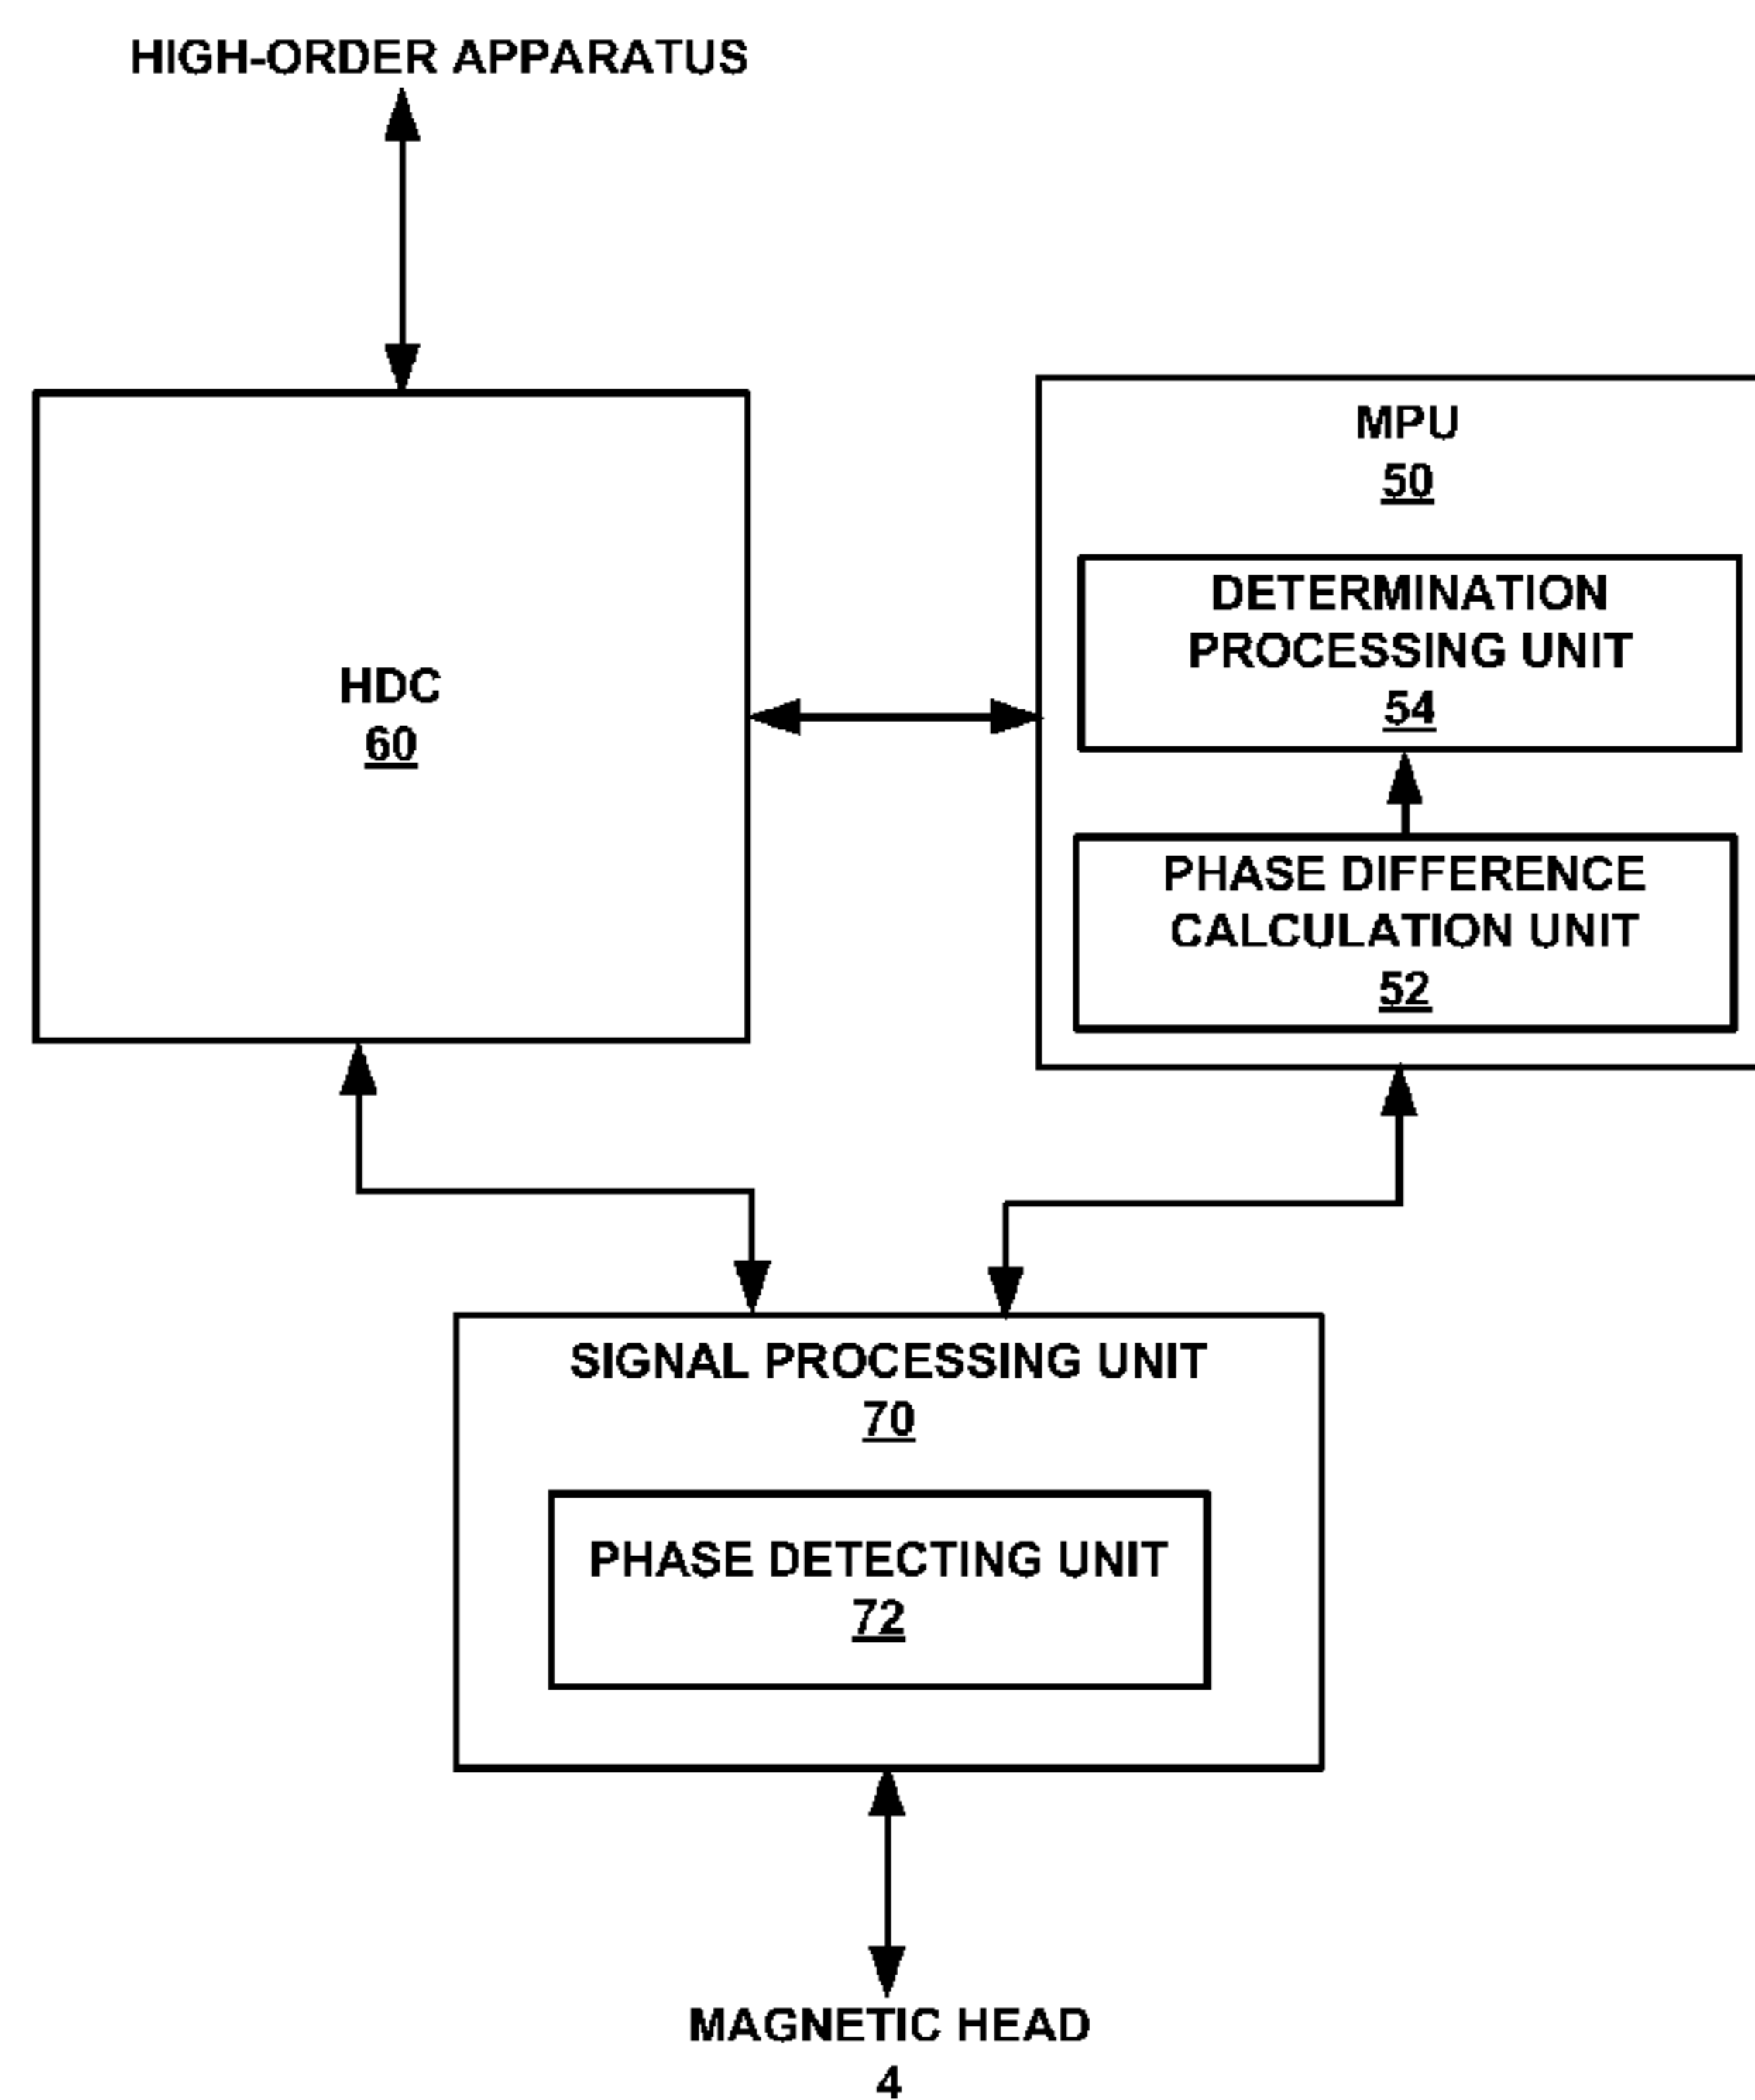 HIGH-ORDER APPARATUS
HDC
60
MPU
50
DETERMINATION
PROCESSING UNIT
54
PHASE DIFFERENCE
CALCULATION UNIT
52
SIGNAL PROCESSING UNIT
70
PHASE DETECTING UNIT
72
MAGNETIC HEAD
4